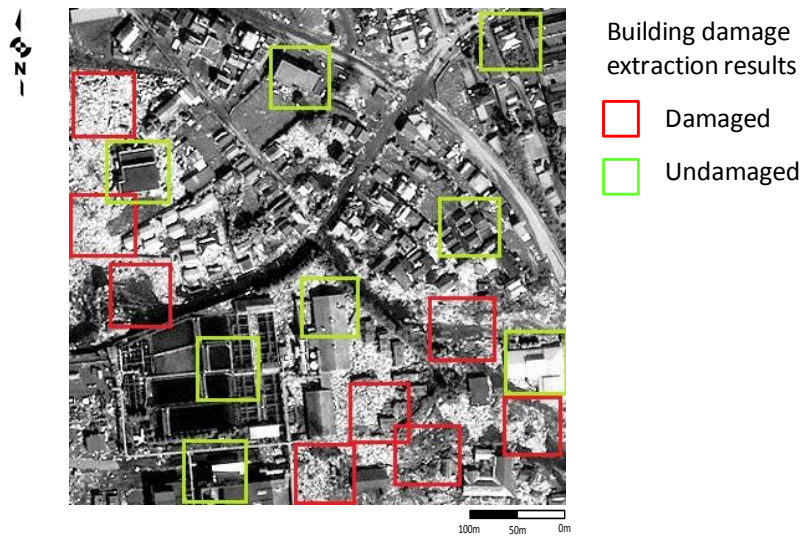 N
Building damage
extraction results
Damaged
Undamaged
100m 50m 0m